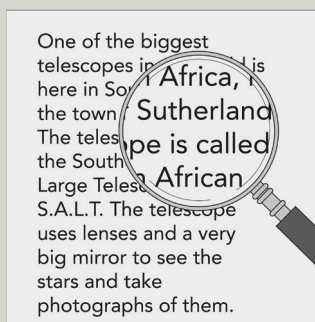 One of the biggest
telescopes in is
here in Africa,
the town Sutherland
The is called
the African
Large
S.A.L.T. The telescope
uses lenses and a very
big mirror to see the
stars and take
photographs of them.